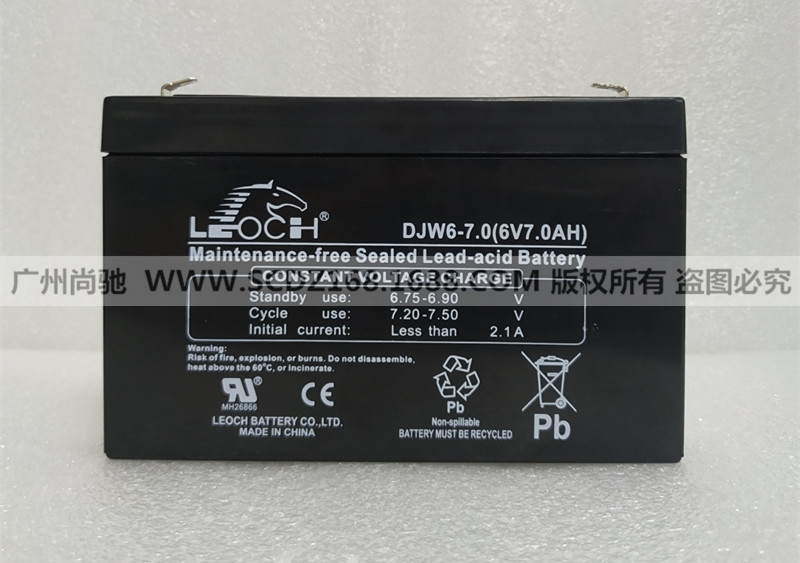 LEOCH®
DJW6-7.0(6V7.0AH)
Maintenance-free Sealed Lead-acid Battery
广州尚驰 WWW.SCDZ168.1688.COM 版权所有 盗图必究
CONSTANT VOLTAGE CHARGE
Standby use: 6.75-6.90 V
Cycle use: 7.20-7.50 V
Initial current: Less than 2.1A
Warning:
Risk of fire, explosion, or burns. Do not disassemble,
heat above the 60°C, or incinerate.
MH26866
CE
LEOCH BATTERY CO.,LTD.
MADE IN CHINA
Pb
Non-spillable
BATTERY MUST BE RECYCLED
Pb